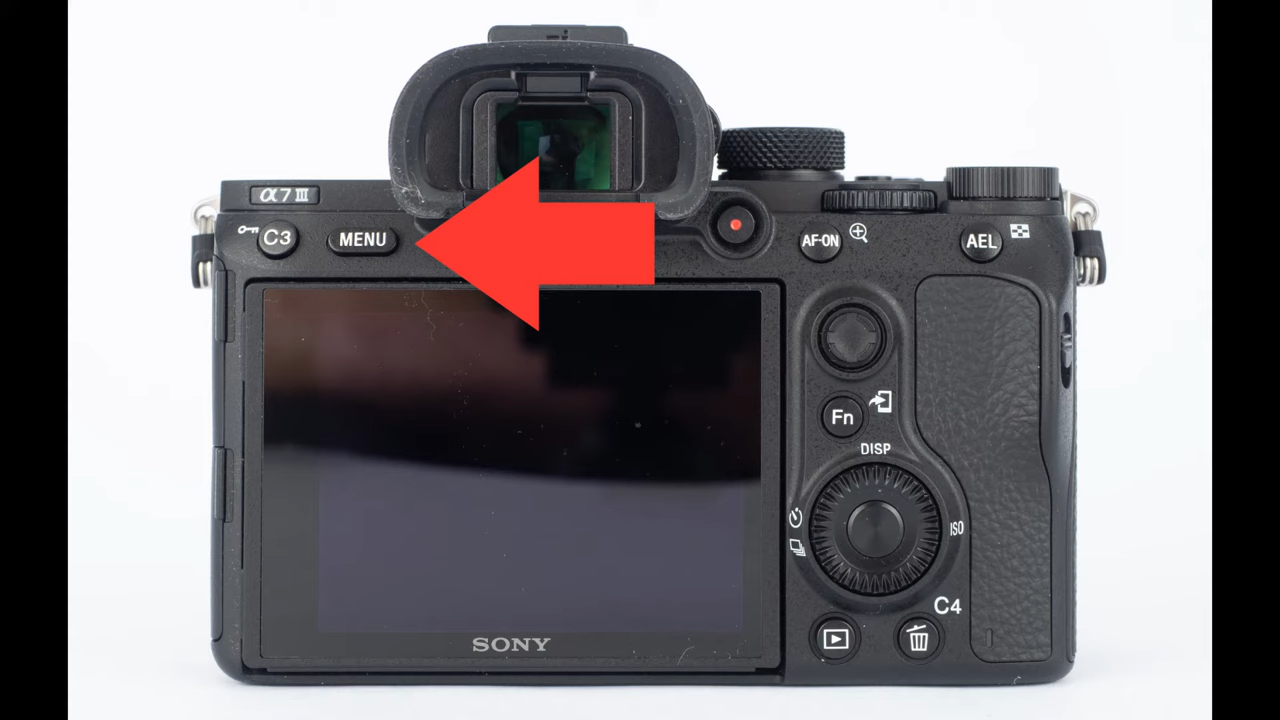 α7 III
C3
MENU
AF-ON
AEL
Fn
DISP
ISO
C4
SONY